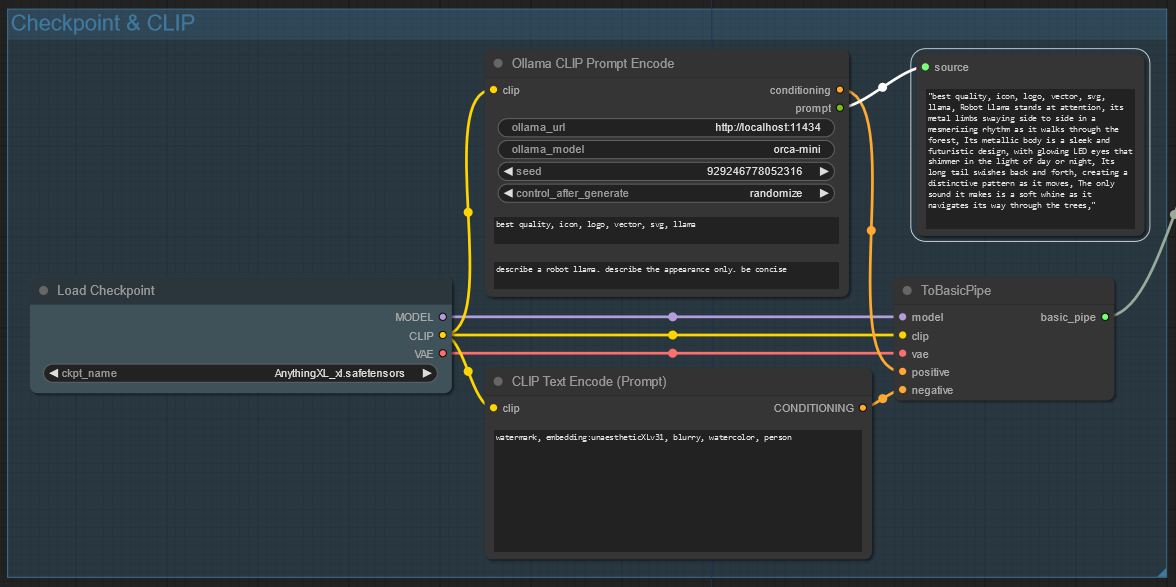 Checkpoint & CLIP
Ollama CLIP Prompt Encode
clip
conditioning
prompt
ollama_url
http://localhost:11434
ollama_model
orca-mini
seed
929246778052316
control_after_generate
randomize
best quality, icon, logo, vector, svg, llama
describe a robot llama. describe the appearance only. be concise
source
"best quality, icon, logo, vector, svg,
llama, Robot Llama stands at attention, its
metal limbs swaying side to side in a
mesmerizing rhythm as it walks through the
forest, Its metallic body is a sleek and
futuristic design, with glowing LED eyes that
shimmer in the light of day or night, Its
long tail swishes back and forth, creating a
distinctive pattern as it moves, The only
sound it makes is a soft whine as it
navigates its way through the trees,"
Load Checkpoint
MODEL
CLIP
VAE
ckpt_name
AnythingXL_xl.safetensors
CLIP Text Encode (Prompt)
clip
CONDITIONING
watermark, embedding:unaestheticXLv31, blurry, watercolor, person
ToBasicPipe
model
basic_pipe
clip
vae
positive
negative